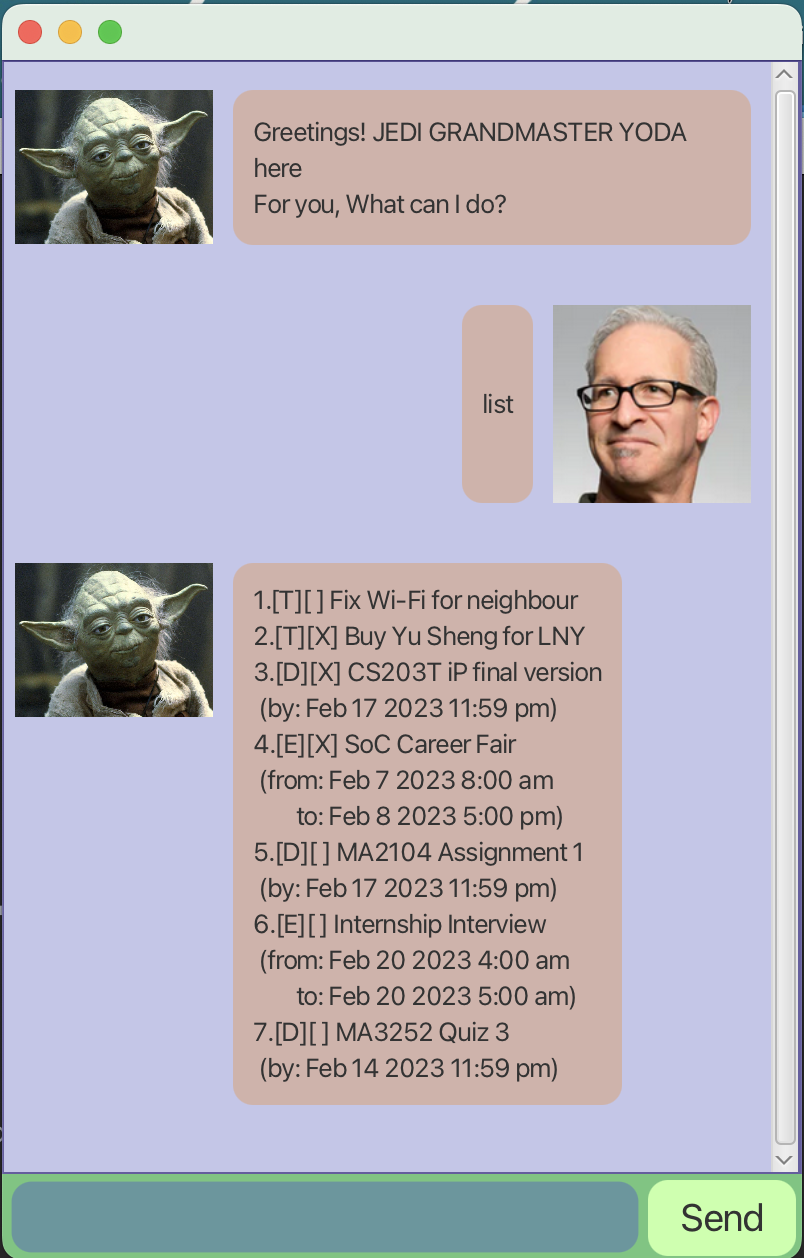 Greetings! JEDI GRANDMASTER YODA
here
For you, What can I do?
list
1.[T][ ] Fix Wi-Fi for neighbour
2.[T][X] Buy Yu Sheng for LNY
3.[D][X] CS203T iP final version
(by: Feb 17 2023 11:59 pm)
4.[E][X] SoC Career Fair
(from: Feb 7 2023 8:00 am
to: Feb 8 2023 5:00 pm)
5.[D][ ] MA2104 Assignment 1
(by: Feb 17 2023 11:59 pm)
6.[E][ ] Internship Interview
(from: Feb 20 2023 4:00 am
to: Feb 20 2023 5:00 am)
7.[D][ ] MA3252 Quiz 3
(by: Feb 14 2023 11:59 pm)
Send